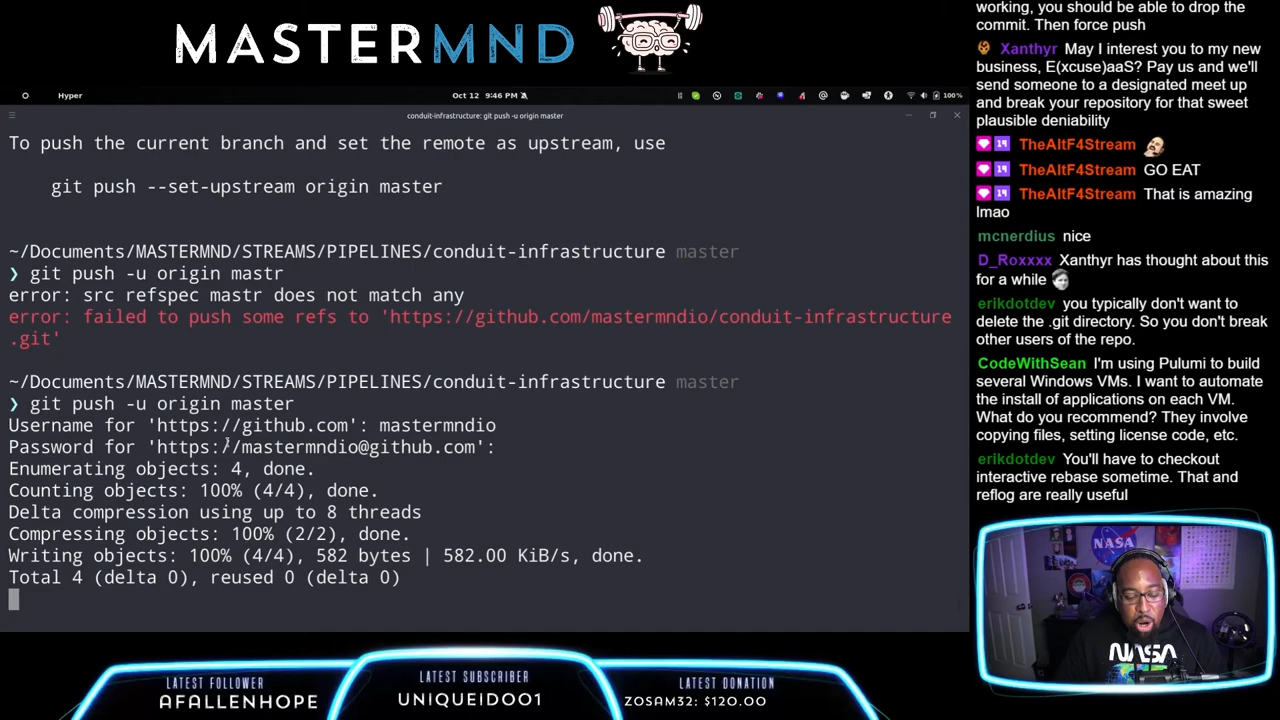 MASTERMND
Hyper
Oct 12 9:46 PM
100%
conduit-infrastructure: git push -u origin master
To push the current branch and set the remote as upstream, use
git push --set-upstream origin master
~/Documents/MASTERMND/STREAMS/PIPELINES/conduit-infrastructure master
❯ git push -u origin mastr
error: src refspec mastr does not match any
error: failed to push some refs to 'https://github.com/mastermndio/conduit-infrastructure
.git'
~/Documents/MASTERMND/STREAMS/PIPELINES/conduit-infrastructure master
❯ git push -u origin master
Username for 'https://github.com': mastermndio
Password for 'https://mastermndio@github.com':
Enumerating objects: 4, done.
Counting objects: 100% (4/4), done.
Delta compression using up to 8 threads
Compressing objects: 100% (2/2), done.
Writing objects: 100% (4/4), 582 bytes | 582.00 KiB/s, done.
Total 4 (delta 0), reused 0 (delta 0)
working, you should be able to drop the
commit. Then force push
Xanthyr May I interest you to my new
business, E(xcuse)aaS? Pay us and we'll
send someone to a designated meet up
and break your repository for that sweet
plausible deniability
TheAltF4Stream
TheAltF4Stream GO EAT
TheAltF4Stream That is amazing
lmao
mcnerdius nice
D_Roxxxx Xanthyr has thought about this
for a while
erikdotdev you typically don't want to
delete the .git directory. So you don't break
other users of the repo.
CodeWithSean I'm using Pulumi to build
several Windows VMs. I want to automate
the install of applications on each VM.
What do you recommend? They involve
copying files, setting license code, etc.
erikdotdev You'll have to checkout
interactive rebase sometime. That and
reflog are really useful
NASA
NASA
LATEST FOLLOWER
AFALLENHOPE
LATEST SUBSCRIBER
UNIQUEIDOO1
LATEST DONATION
ZOSAM32: $120.00